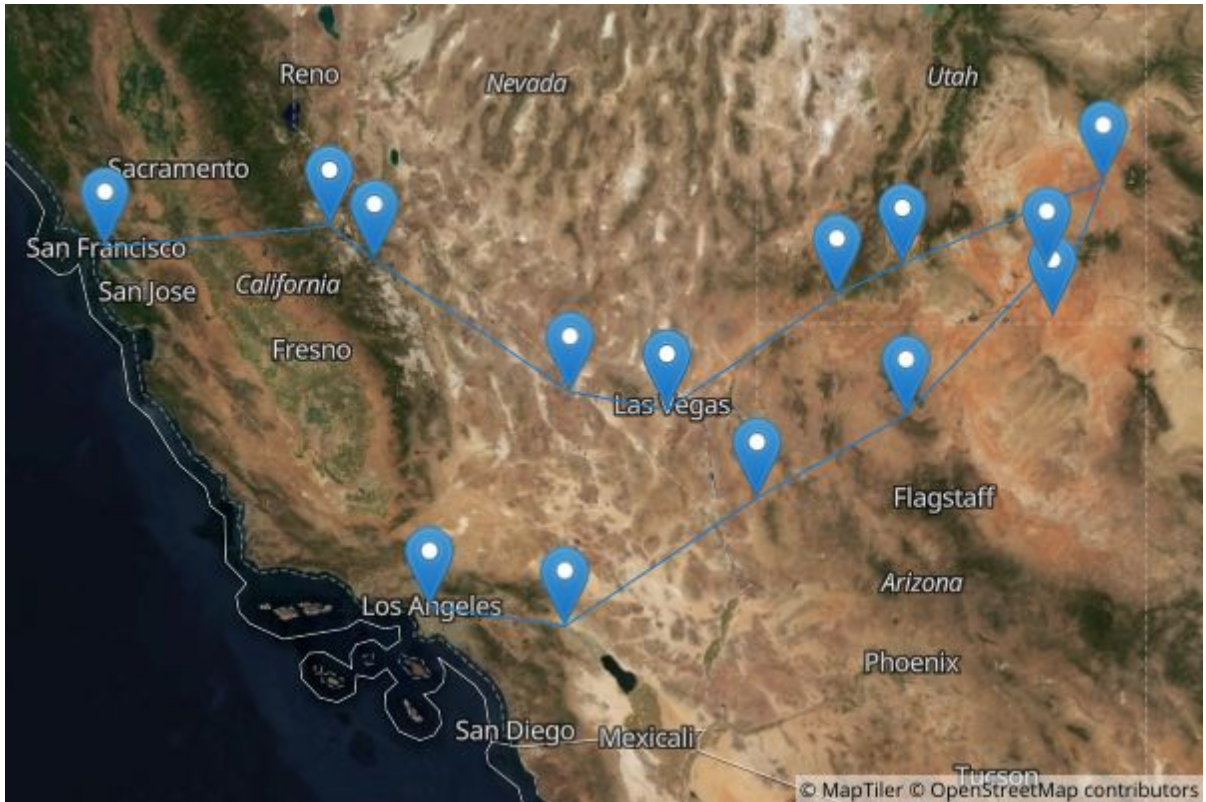 Reno
Nevada
Utah
Sacramento
San Francisco
San Jose
California
Fresno
Las Vegas
Flagstaff
Los Angeles
Arizona
Phoenix
San Diego
Mexicali
Tucson
© MapTiler © OpenStreetMap contributors